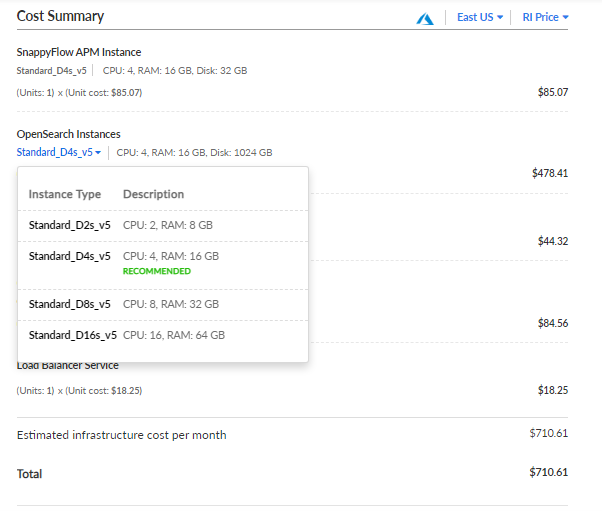 Cost Summary
East US
RI Price
SnappyFlow APM Instance
Standard_D4s_v5
CPU: 4, RAM: 16 GB, Disk: 32 GB
(Units: 1) x (Unit cost: $85.07)
$85.07
OpenSearch Instances
Standard_D4s_v5
CPU: 4, RAM: 16 GB, Disk: 1024 GB
$478.41
Instance Type
Description
Standard_D2s_v5
CPU: 2, RAM: 8 GB
Standard_D4s_v5
CPU: 4, RAM: 16 GB
RECOMMENDED
Standard_D8s_v5
CPU: 8, RAM: 32 GB
Standard_D16s_v5
CPU: 16, RAM: 64 GB
$44.32
$84.56
Load Balancer Service
(Units: 1) x (Unit cost: $18.25)
$18.25
Estimated infrastructure cost per month
$710.61
Total
$710.61